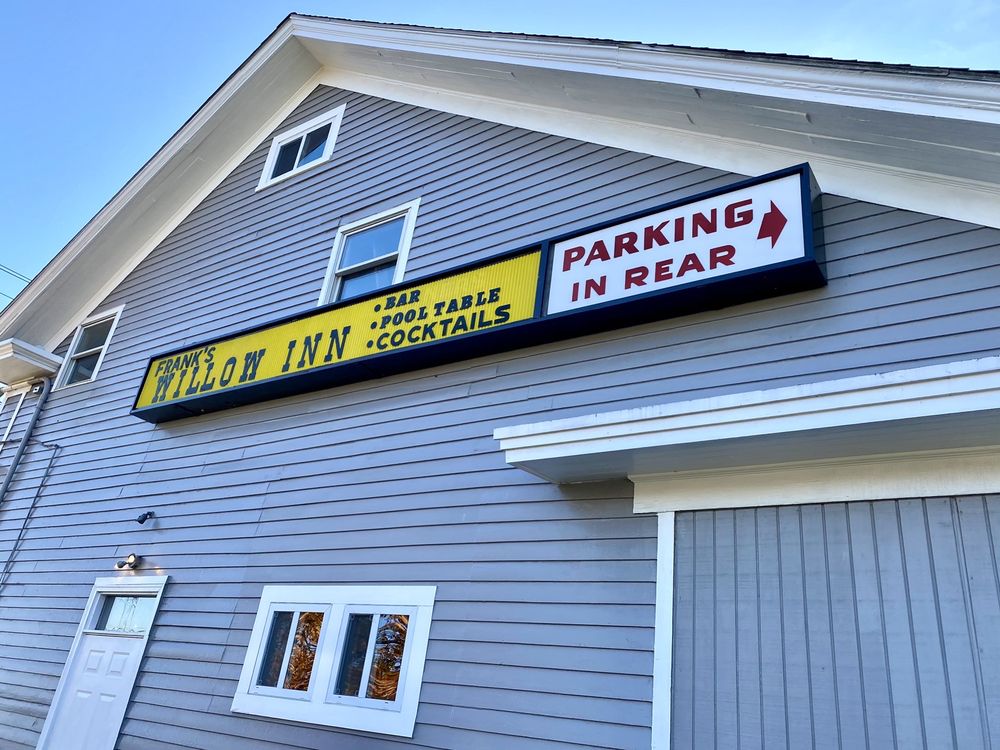 FRANK'S
WILLOW INN
• BAR
• POOL TABLE
• COCKTAILS
PARKING
IN REAR